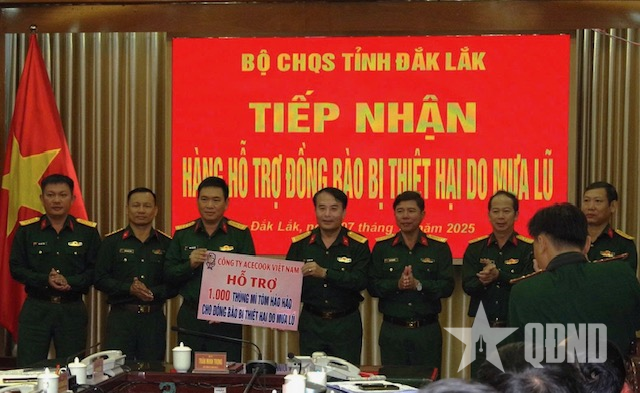 BỘ CHQS TỈNH ĐẮK LẮK
TIẾP NHẬN
HÀNG HỖ TRỢ ĐỒNG BÀO BỊ THIỆT HẠI DO MƯA LŨ
Đắk Lắk, 07 tháng 2025
CÔNG TY ACECOOK VIỆT NAM
HỖ TRỢ
1.000 THÙNG MÌ TÔM HẢO HẢO
CHO ĐỒNG BÀO BỊ THIỆT HẠI DO MƯA LŨ
QĐND